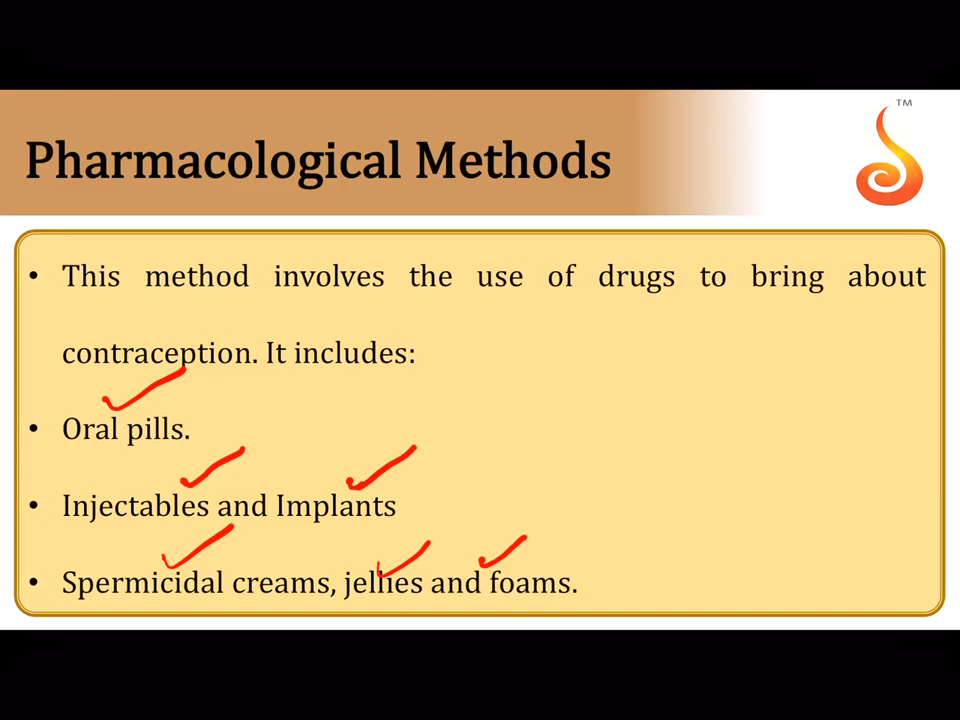 TM
Pharmacological Methods
• This method involves the use of drugs to bring about
contraception. It includes:
• Oral pills.
• Injectables and Implants
• Spermicidal creams, jellies and foams.